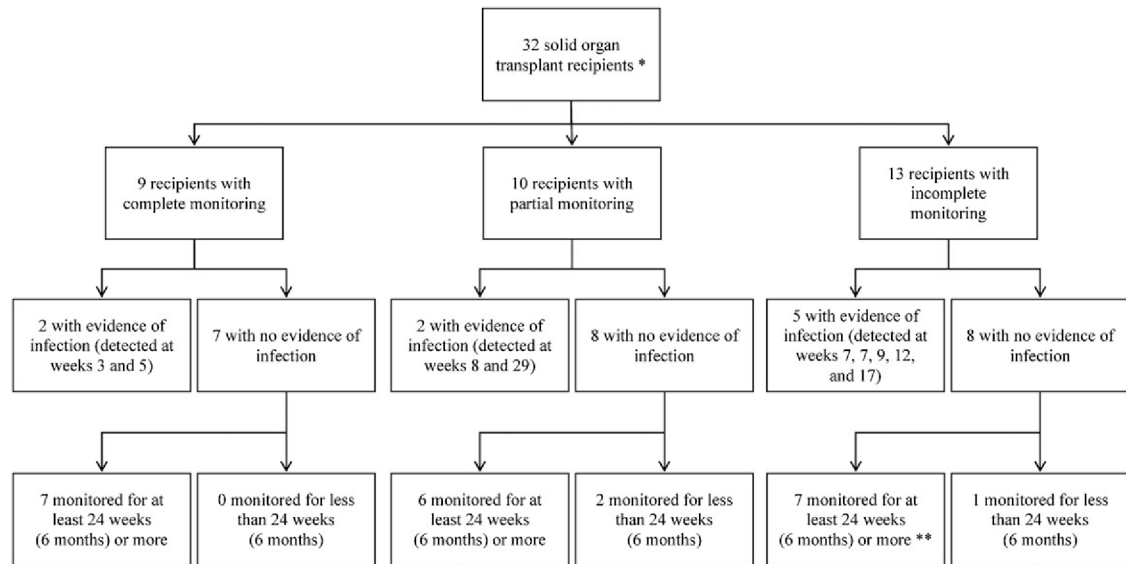 32 solid organ
transplant recipients *
9 recipients with
complete monitoring
10 recipients with
partial monitoring
13 recipients with
incomplete
monitoring
2 with evidence of
infection (detected at
weeks 3 and 5)
7 with no evidence of
infection
2 with evidence of
infection (detected at
weeks 8 and 29)
8 with no evidence of
infection
5 with evidence of
infection (detected at
weeks 7, 7, 9, 12,
and 17)
8 with no evidence of
infection
7 monitored for at
least 24 weeks
(6 months) or more
0 monitored for less
than 24 weeks
(6 months)
6 monitored for at
least 24 weeks
(6 months) or more
2 monitored for less
than 24 weeks
(6 months)
7 monitored for at
least 24 weeks
(6 months) or more **
1 monitored for less
than 24 weeks
(6 months)